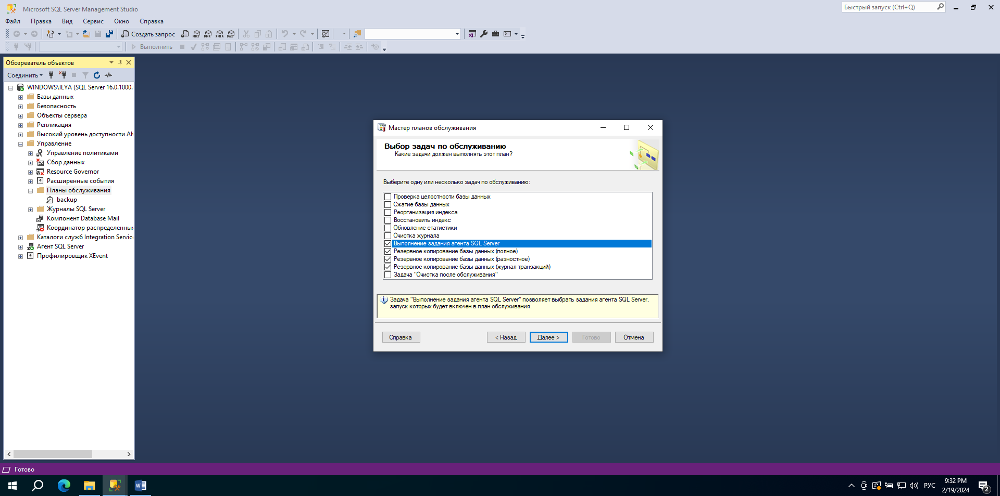 Microsoft SQL Server Management Studio
Быстрый запуск (Ctrl+Q)
Файл Правка Вид Сервис Окно Справка
Создать запрос MDX DMX XMLA DAX
Выполнить
Обозреватель объектов
Соединить
WINDOWS\ILYA (SQL Server 16.0.1000.
Базы данных
Безопасность
Объекты сервера
Репликация
Высокий уровень доступности Al
Управление
Управление политиками
Сбор данных
Resource Governor
Расширенные события
Планы обслуживания
backup
Журналы SQL Server
Компонент Database Mail
Координатор распределенных
Каталоги служб Integration Servic
Агент SQL Server
Профилировщик XEvent
Мастер планов обслуживания
Выбор задач по обслуживанию
Какие задачи должен выполнять этот план?
Выберите одну или несколько задач по обслуживанию:
Проверка целостности базы данных
Сжатие базы данных
Реорганизация индекса
Восстановить индекс
Обновление статистики
Очистка журнала
Выполнение задания агента SQL Server
Резервное копирование базы данных (полное)
Резервное копирование базы данных (разностное)
Резервное копирование базы данных (журнал транзакций)
Задача "Очистка после обслуживания"
Задача "Выполнение задания агента SQL Server" позволяет выбрать задания агента SQL Server,
запуск которых будет включен в план обслуживания.
Справка < Назад Далее > Готово Отмена
Готово
РУС
9:32 PM
2/19/2024
2